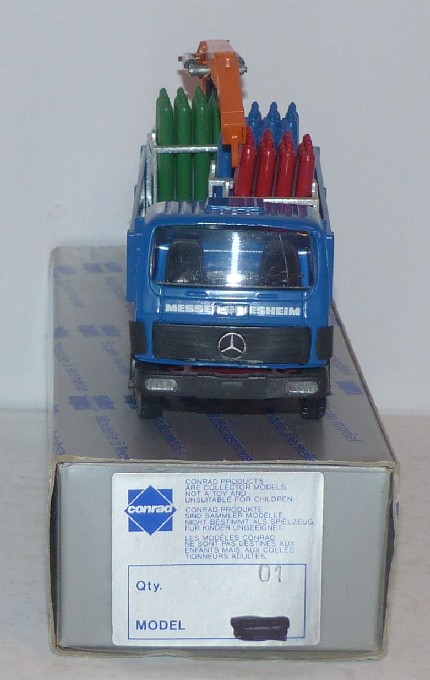 MESSER GRIESHEIM
conrad
CONRAD PRODUCTS
ARE COLLECTOR MODELS
NOT A TOY AND
UNSUITABLE FOR CHILDREN
CONRAD PRODUKTE
SIND SAMMLER MODELLE,
NICHT BESTIMMT ALS SPIELZEUG
FÜR KINDER UNGEEIGNET.
LES MODÈLES CONRAD
NE SONT PAS DESTINES AUX
ENFANTS MAIS AUX COLLEC
TIONNEURS ADULTES.
Qty. 01
MODEL